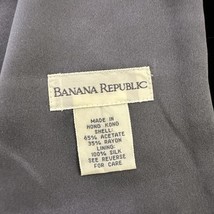 BANANA REPUBLIC
MADE IN
HONG KONG
SHELL:
65% ACETATE
35% RAYON
LINING:
100% SILK
SEE REVERSE
FOR CARE